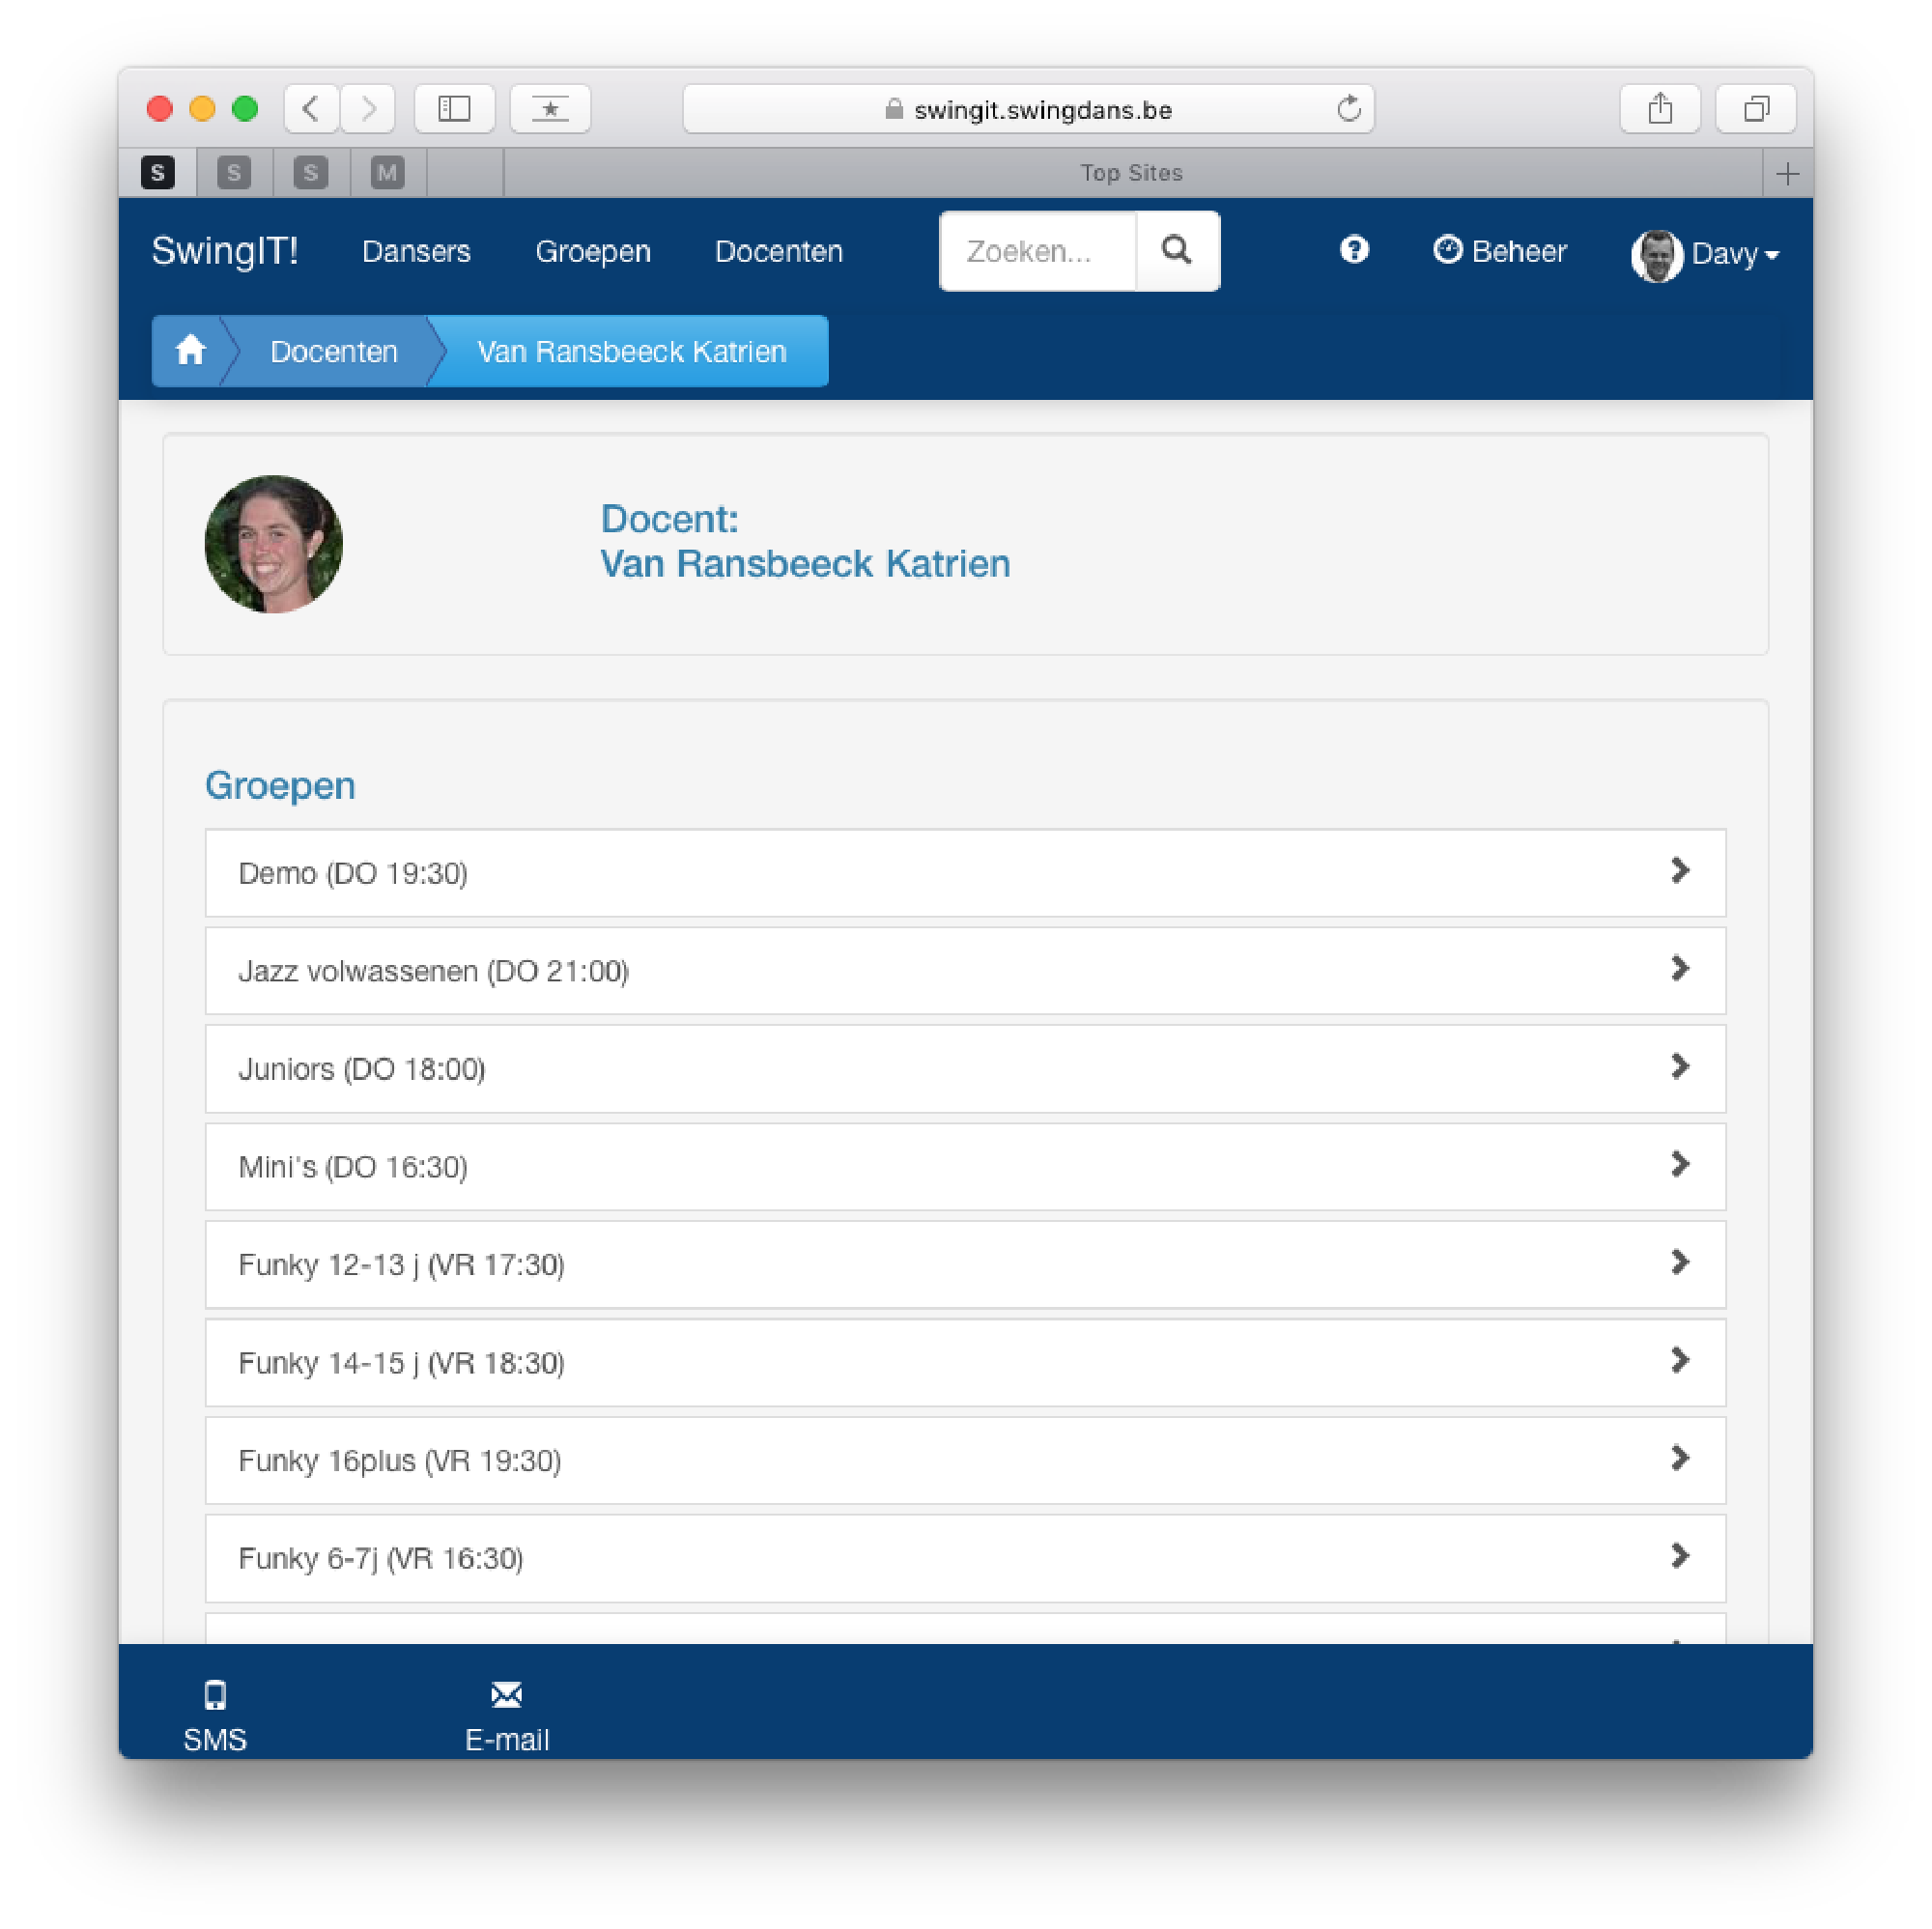 swingit.swingdans.be
S S S M Top Sites
SwingIT! Dansers Groepen Docenten Zoeken... Beheer Davy
Docenten Van Ransbeeck Katrien
Docent:
Van Ransbeeck Katrien
Groepen
Demo (DO 19:30)
Jazz volwassenen (DO 21:00)
Juniors (DO 18:00)
Mini's (DO 16:30)
Funky 12-13 j (VR 17:30)
Funky 14-15 j (VR 18:30)
Funky 16plus (VR 19:30)
Funky 6-7j (VR 16:30)
SMS E-mail